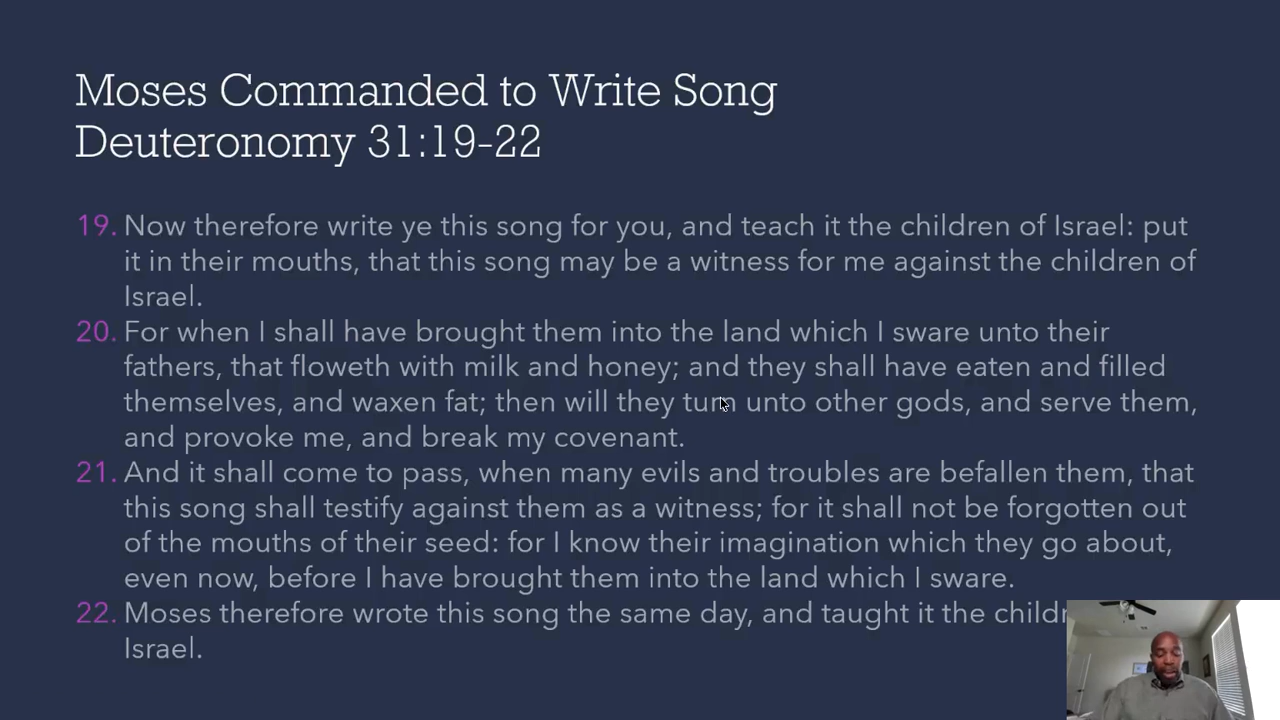 Moses Commanded to Write Song
Deuteronomy 31:19-22
19. Now therefore write ye this song for you, and teach it the children of Israel: put
it in their mouths, that this song may be a witness for me against the children of
Israel.
20. For when I shall have brought them into the land which I sware unto their
fathers, that floweth with milk and honey; and they shall have eaten and filled
themselves, and waxen fat; then will they turn unto other gods, and serve them,
and provoke me, and break my covenant.
21. And it shall come to pass, when many evils and troubles are befallen them, that
this song shall testify against them as a witness; for it shall not be forgotten out
of the mouths of their seed: for I know their imagination which they go about,
even now, before I have brought them into the land which I sware.
22. Moses therefore wrote this song the same day, and taught it the
Israel.